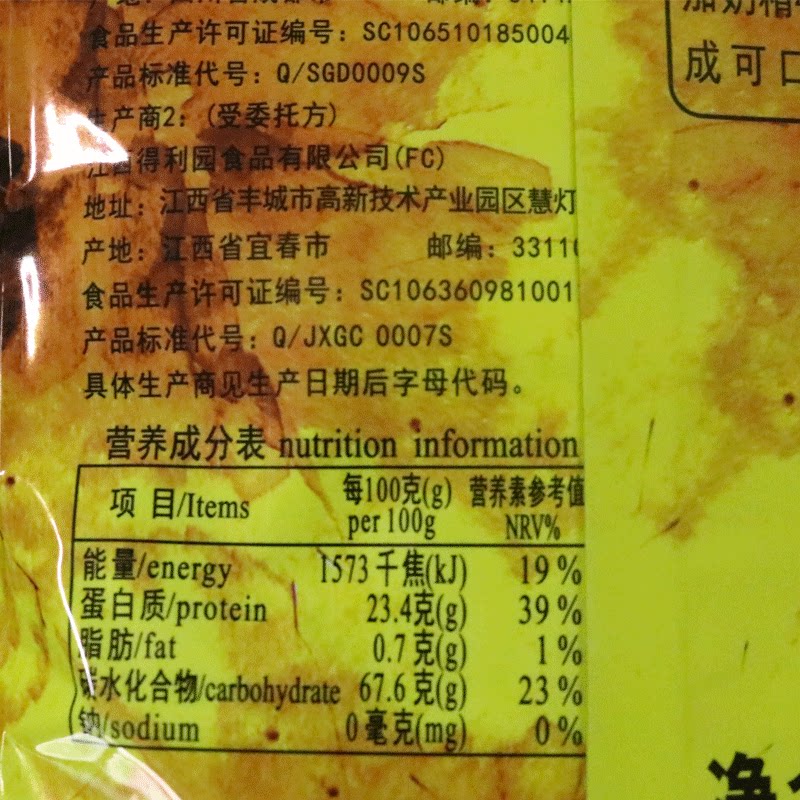 食品生产许可证编号：SC106510185004
产品标准代号：Q/SGD0009S
生产商2：(受委托方)
江西得利园食品有限公司(FC)
地址：江西省丰城市高新技术产业园区慧灯
产地：江西省宜春市 邮编：33110
食品生产许可证编号：SC106360981001
产品标准代号：Q/JXGC 0007S
具体生产商见生产日期后字母代码。
营养成分表 nutrition information
项 目/Items 每100克(g) per 100g 营养素参考值 NRV%
能量/energy 1573千焦(kJ) 19%
蛋白质/protein 23.4克(g) 39%
脂肪/fat 0.7克(g) 1%
碳水化合物/carbohydrate 67.6克(g) 23%
钠/sodium 0毫克(mg) 0%
成可口
净